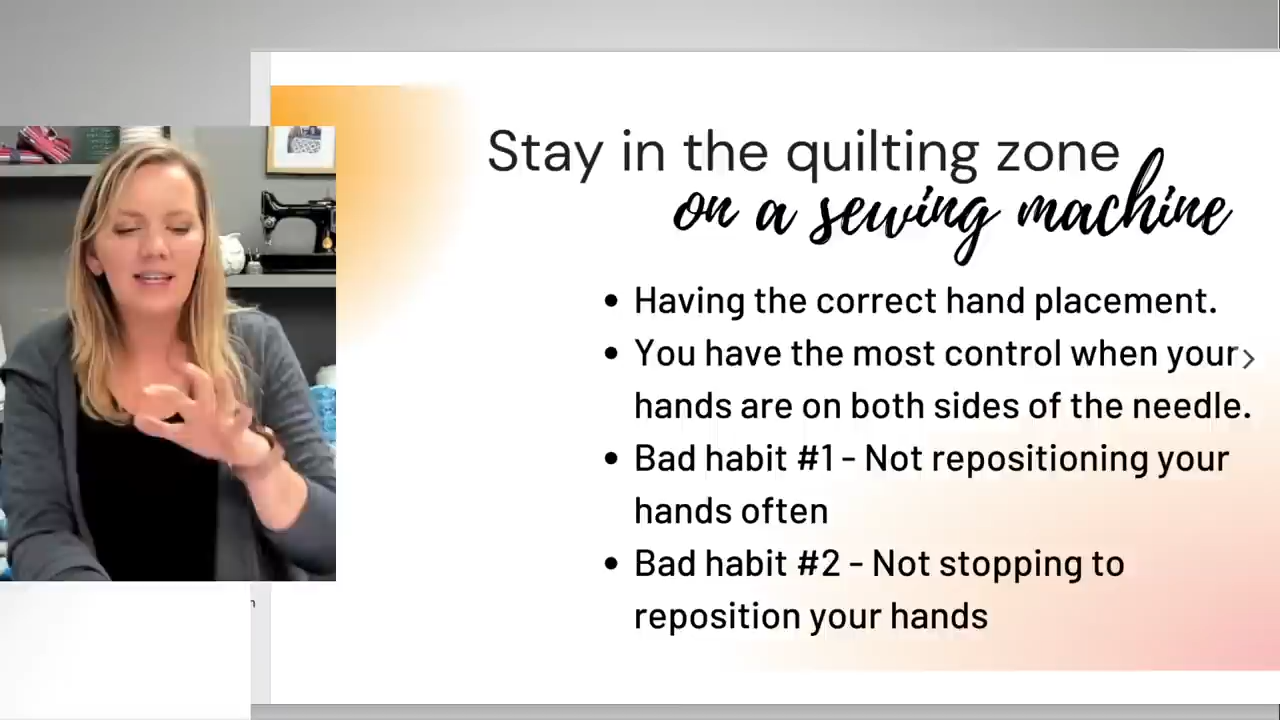 Stay in the quilting zone
on a sewing machine
• Having the correct hand placement.
• You have the most control when your
hands are on both sides of the needle.
• Bad habit #1 - Not repositioning your
hands often
• Bad habit #2 - Not stopping to
reposition your hands